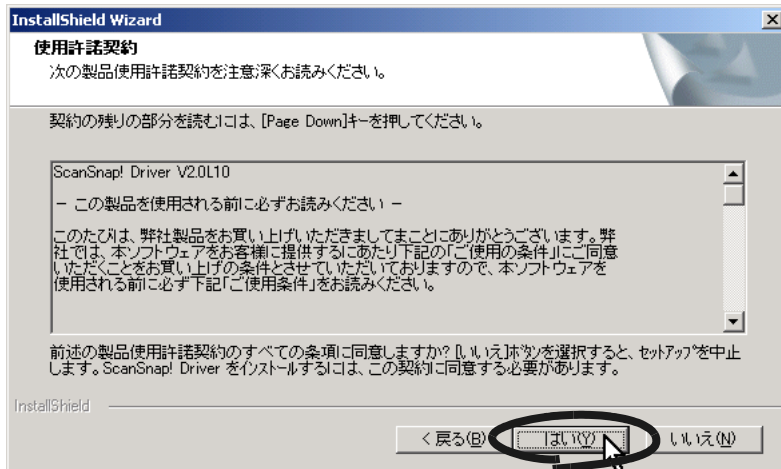 InstallShield Wizard
使用許諾契約
次の製品使用許諾契約を注意深くお読みください。
契約の残りの部分を読むには、[Page Down]キーを押してください。
ScanSnap! Driver V2.0L10
－ この製品を使用される前に必ずお読みください －
このたびは、弊社製品をお買い上げいただきましてまことにありがとうございます。弊
社では、本ソフトウェアをお客様に提供するにあたり下記の「ご使用の条件」にご同意
いただくことをお買い上げの条件とさせていただいておりますので、本ソフトウェアを
使用される前に必ず下記「ご使用条件」をお読みください。
前述の製品使用許諾契約のすべての条項に同意しますか? [いいえ]ﾎﾞﾀﾝを選択すると、ｾｯﾄｱｯﾌﾟを中止
します。ScanSnap! Driver をｲﾝｽﾄｰﾙするには、この契約に同意する必要があります。
InstallShield
< 戻る(B)
はい(Y)
いいえ(N)